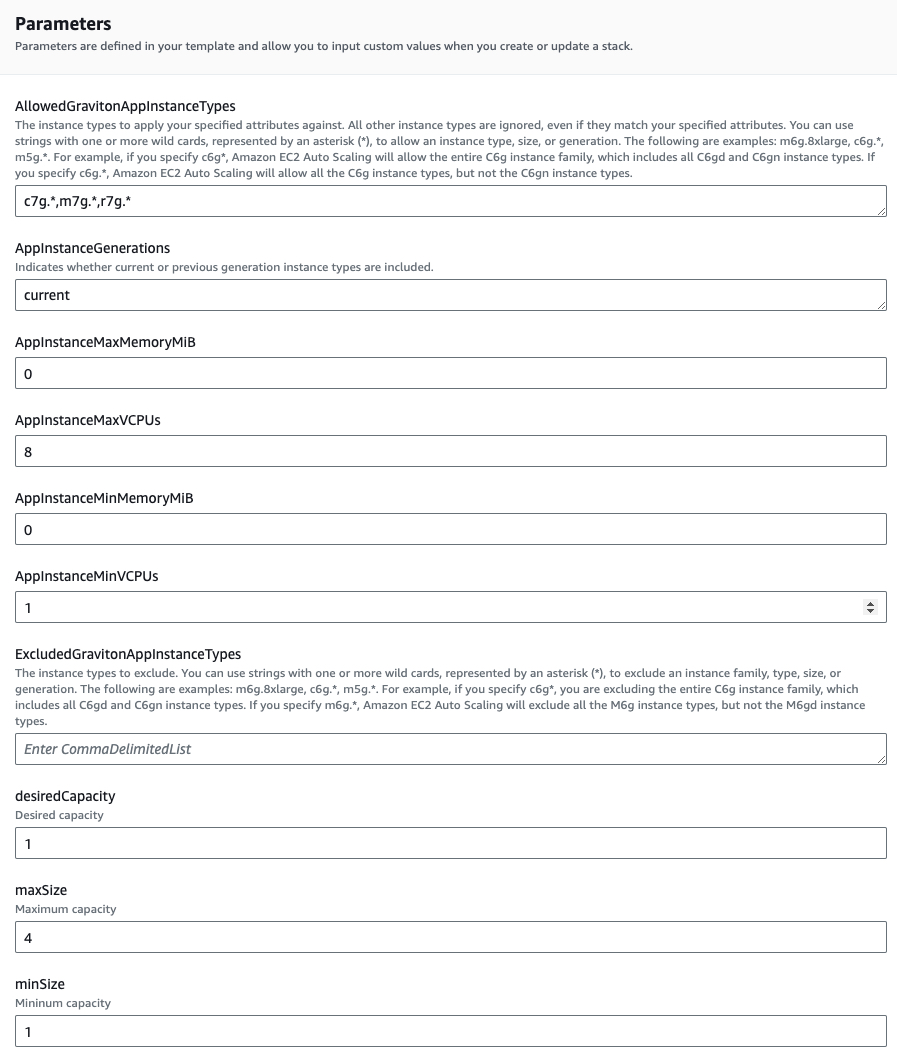 Parameters
Parameters are defined in your template and allow you to input custom values when you create or update a stack.
AllowedGravitonAppInstanceTypes
The instance types to apply your specified attributes against. All other instance types are ignored, even if they match your specified attributes. You can use
strings with one or more wild cards, represented by an asterisk (*), to allow an instance type, size, or generation. The following are examples: m6g.8xlarge, c6g.*,
m5g.*. For example, if you specify c6g*, Amazon EC2 Auto Scaling will allow the entire C6g instance family, which includes all C6gd and C6gn instance types. If
you specify c6g.*, Amazon EC2 Auto Scaling will allow all the C6g instance types, but not the C6gn instance types.
c7g.*,m7g.*,r7g.*
AppInstanceGenerations
Indicates whether current or previous generation instance types are included.
current
AppInstanceMaxMemoryMiB
0
AppInstanceMaxVCPUs
8
AppInstanceMinMemoryMiB
0
AppInstanceMinVCPUs
1
ExcludedGravitonAppInstanceTypes
The instance types to exclude. You can use strings with one or more wild cards, represented by an asterisk (*), to exclude an instance family, type, size, or
generation. The following are examples: m6g.8xlarge, c6g.*, m5g.*. For example, if you specify c6g*, you are excluding the entire C6g instance family, which
includes all C6gd and C6gn instance types. If you specify m6g.*, Amazon EC2 Auto Scaling will exclude all the M6g instance types, but not the M6gd instance
types.
Enter CommaDelimitedList
desiredCapacity
Desired capacity
1
maxSize
Maximum capacity
4
minSize
Mininum capacity
1